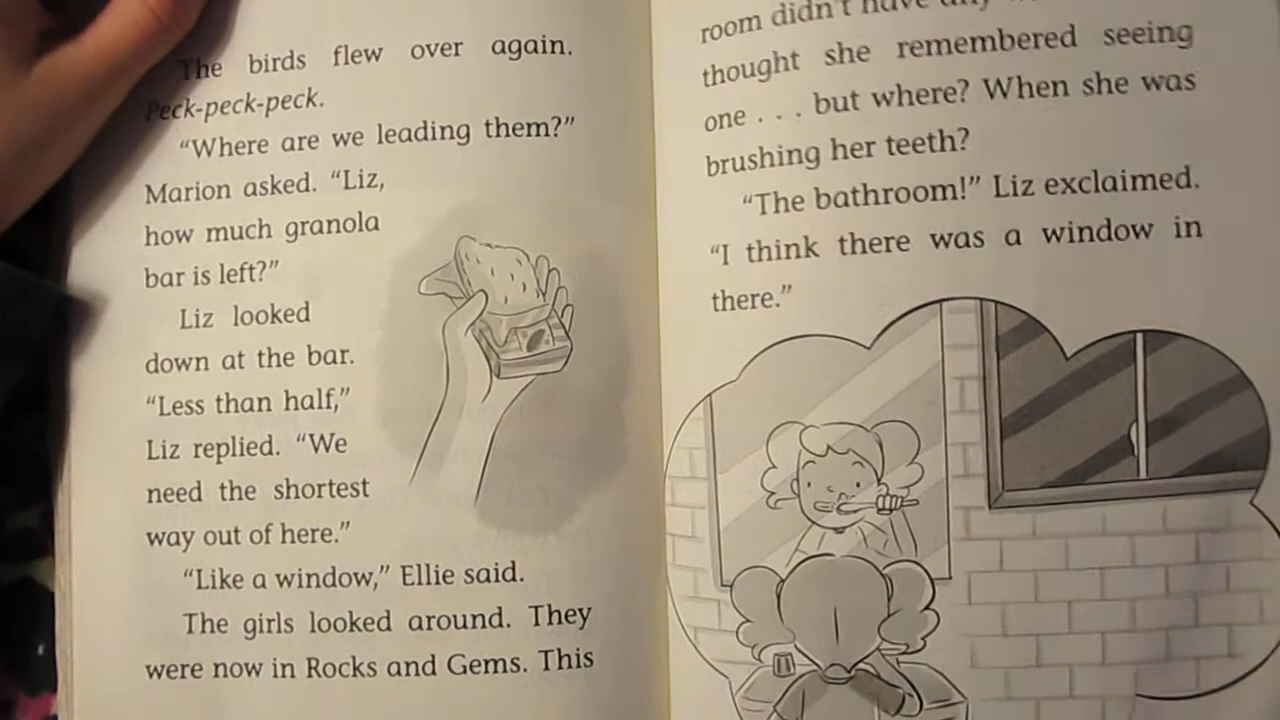 The birds flew over again.
Peck-peck-peck.
“Where are we leading them?”
Marion asked. “Liz,
how much granola
bar is left?”
Liz looked
down at the bar.
“Less than half,”
Liz replied. “We
need the shortest
way out of here.”
“Like a window,” Ellie said.
The girls looked around. They
were now in Rocks and Gems. This
room didn’t have any
thought she remembered seeing
one . . . but where? When she was
brushing her teeth?
“The bathroom!” Liz exclaimed.
“I think there was a window in
there.”